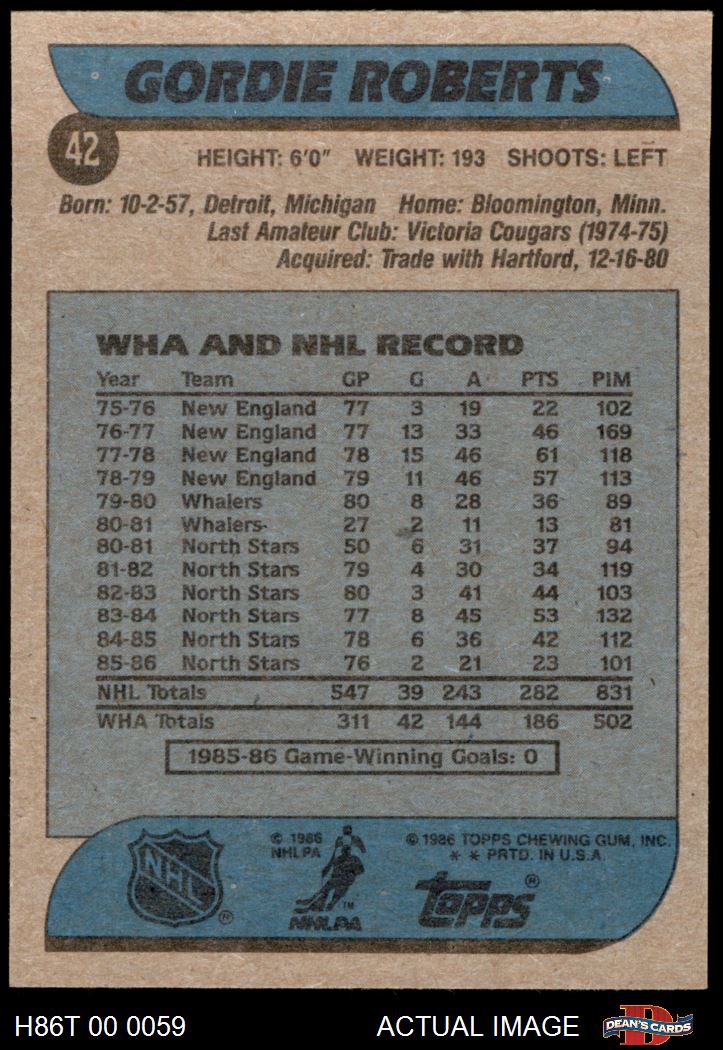 GORDIE ROBERTS
42
HEIGHT: 6'0" WEIGHT: 193 SHOOTS: LEFT
Born: 10-2-57, Detroit, Michigan Home: Bloomington, Minn.
Last Amateur Club: Victoria Cougars (1974-75)
Acquired: Trade with Hartford, 12-16-80
WHA AND NHL RECORD
Year Team GP G A PTS PIM
75-76 New England 77 3 19 22 102
76-77 New England 77 13 33 46 169
77-78 New England 78 15 46 61 118
78-79 New England 79 11 46 57 113
79-80 Whalers 80 8 28 36 89
80-81 Whalers- 27 2 11 13 81
80-81 North Stars 50 6 31 37 94
81-82 North Stars 79 4 30 34 119
82-83 North Stars 80 3 41 44 103
83-84 North Stars 77 8 45 53 132
84-85 North Stars 78 6 36 42 112
85-86 North Stars 76 2 21 23 101
NHL Totals 547 39 243 282 831
WHA Totals 311 42 144 186 502
1985-86 Game-Winning Goals: 0
NHL ®
© 1986
NHLPA
TM
NHLPA
© 1986 TOPPS CHEWING GUM, INC.
* * PRTD. IN U.S.A.
topps ®
H86T 00 0059 ACTUAL IMAGE
D
DEAN'S CARDS